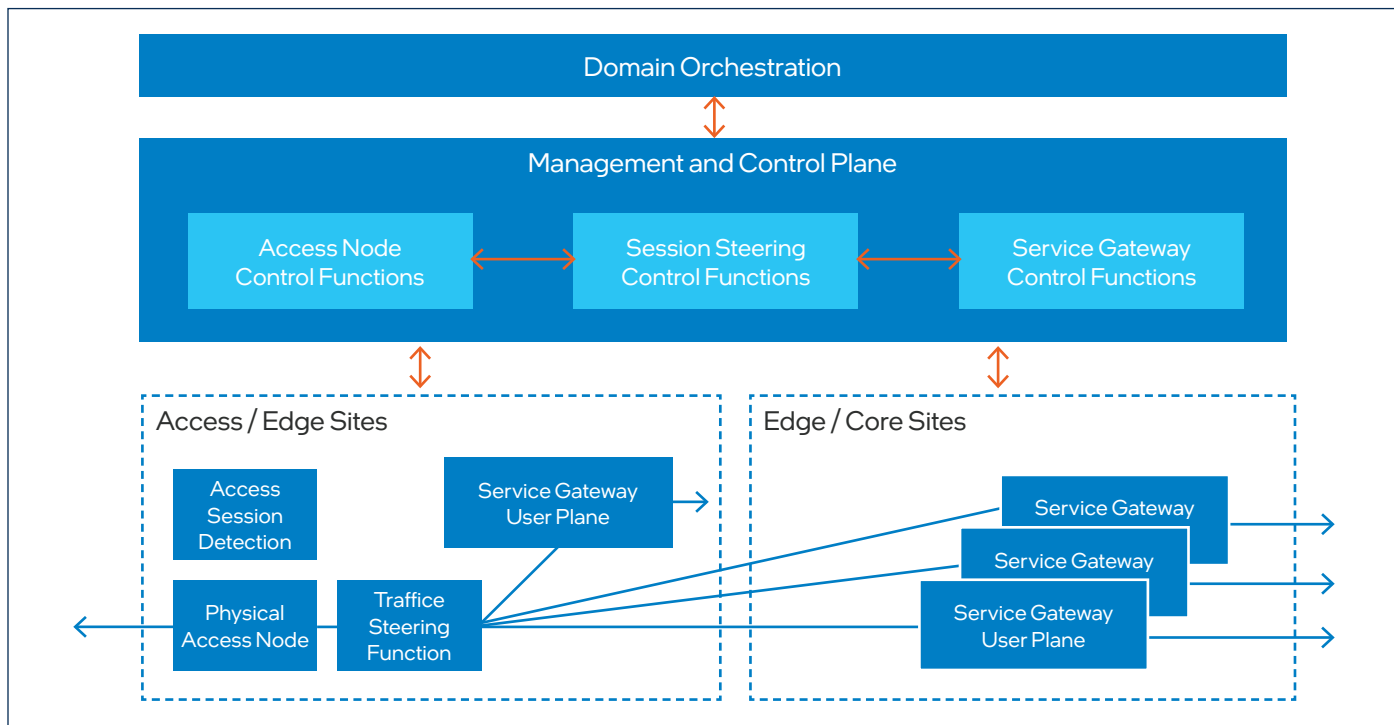 Domain Orchestration
Management and Control Plane
Access Node
Control Functions
Session Steering
Control Functions
Service Gateway
Control Functions
Access / Edge Sites
Access
Session
Detection
Service Gateway
User Plane
Physical
Access Node
Traffice
Steering
Function
Edge / Core Sites
Service Gateway
Service Gateway
Service Gateway
User Plane